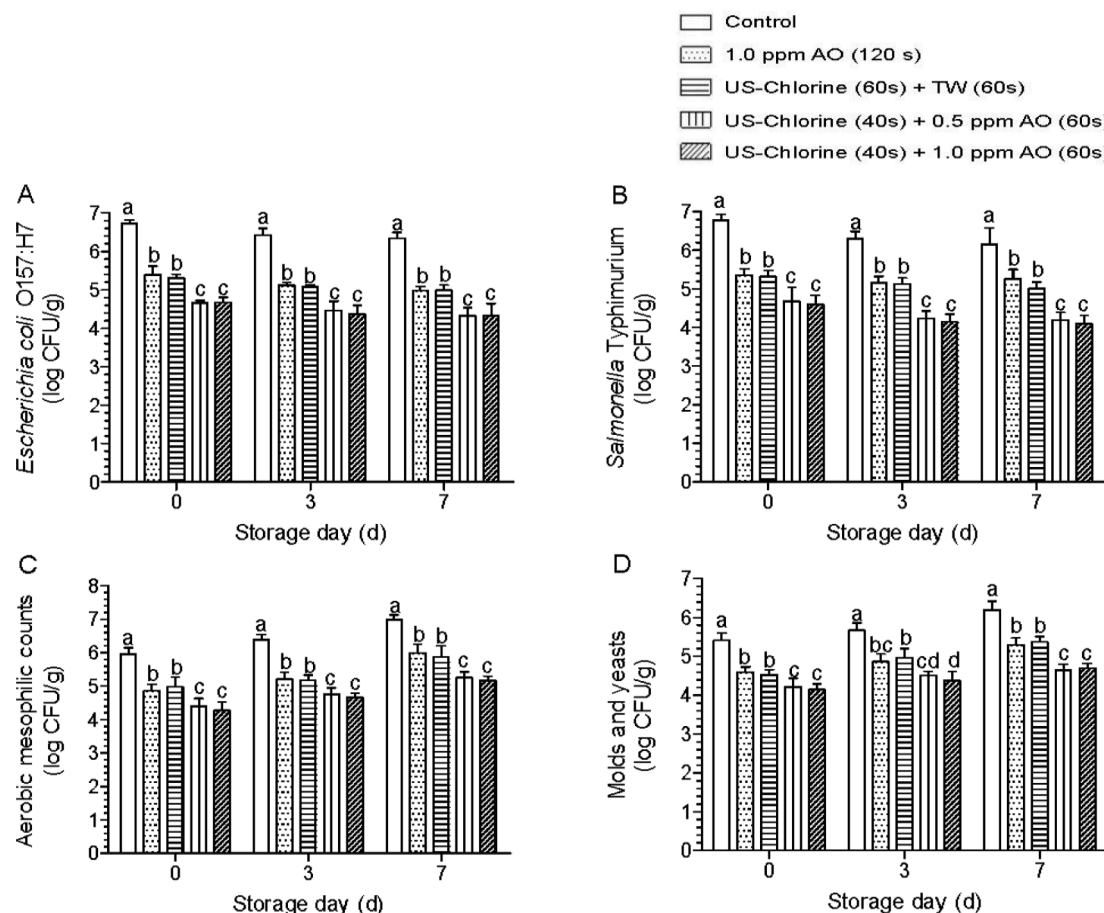 Control
1.0 ppm AO (120 s)
US-Chlorine (60s) + TW (60s)
US-Chlorine (40s) + 0.5 ppm AO (60s)
US-Chlorine (40s) + 1.0 ppm AO (60s)
A
Escherichia coli O157:H7
(log CFU/g)
7
6
5
4
3
2
1
0
a
b
b
c
c
a
b
b
c
c
a
b
b
c
c
0
3
7
Storage day (d)
B
Salmonella Typhimurium
(log CFU/g)
7
6
5
4
3
2
1
0
a
b
b
c
c
a
b
b
c
c
a
b
b
c
c
0
3
7
Storage day (d)
C
Aerobic mesophilic counts
(log CFU/g)
8
7
6
5
4
3
2
1
0
a
b
b
c
c
a
b
b
c
c
a
b
b
c
c
0
3
7
Storage day (d)
D
Molds and yeasts
(log CFU/g)
7
6
5
4
3
2
1
0
a
b
b
c
c
a
bc
b
cd
d
a
b
b
c
c
0
3
7
Storage day (d)